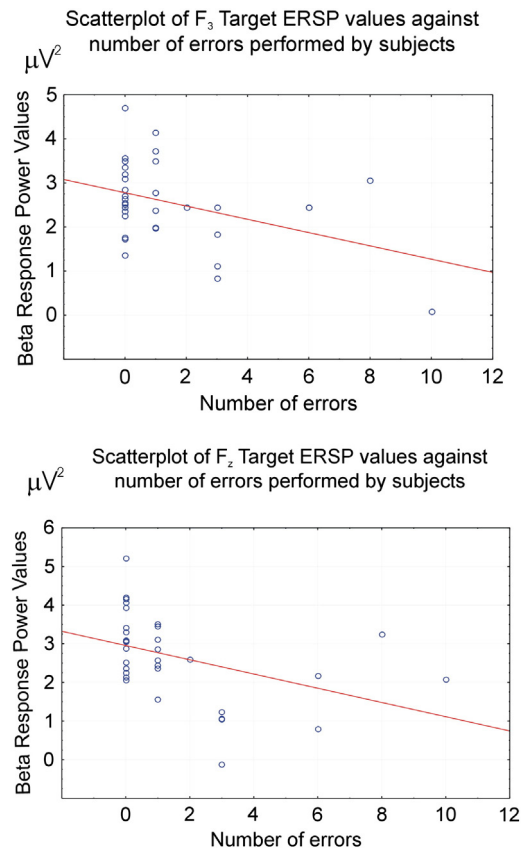 Scatterplot of F3 Target ERSP values against
number of errors performed by subjects
μV2
Beta Response Power Values
5
4
3
2
1
0
0 2 4 6 8 10 12
Number of errors
Scatterplot of Fz Target ERSP values against
number of errors performed by subjects
μV2
Beta Response Power Values
6
5
4
3
2
1
0
0 2 4 6 8 10 12
Number of errors